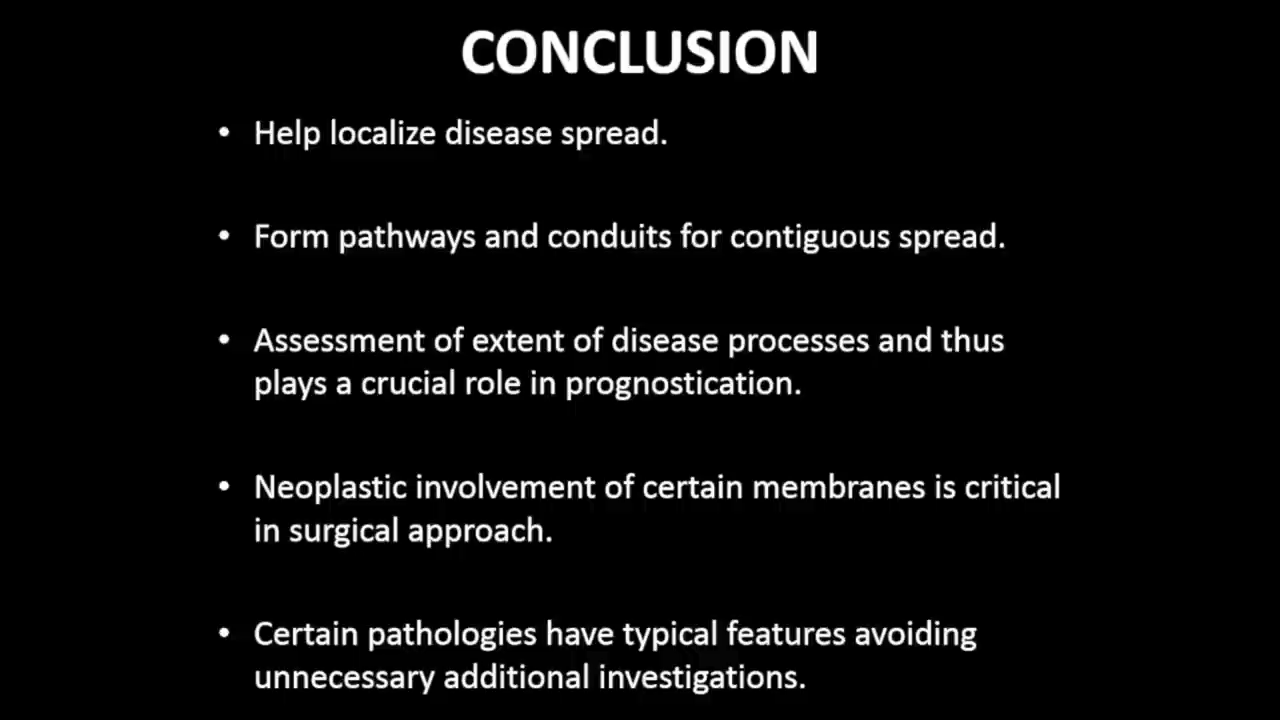 CONCLUSION
• Help localize disease spread.
• Form pathways and conduits for contiguous spread.
• Assessment of extent of disease processes and thus
plays a crucial role in prognostication.
• Neoplastic involvement of certain membranes is critical
in surgical approach.
• Certain pathologies have typical features avoiding
unnecessary additional investigations.